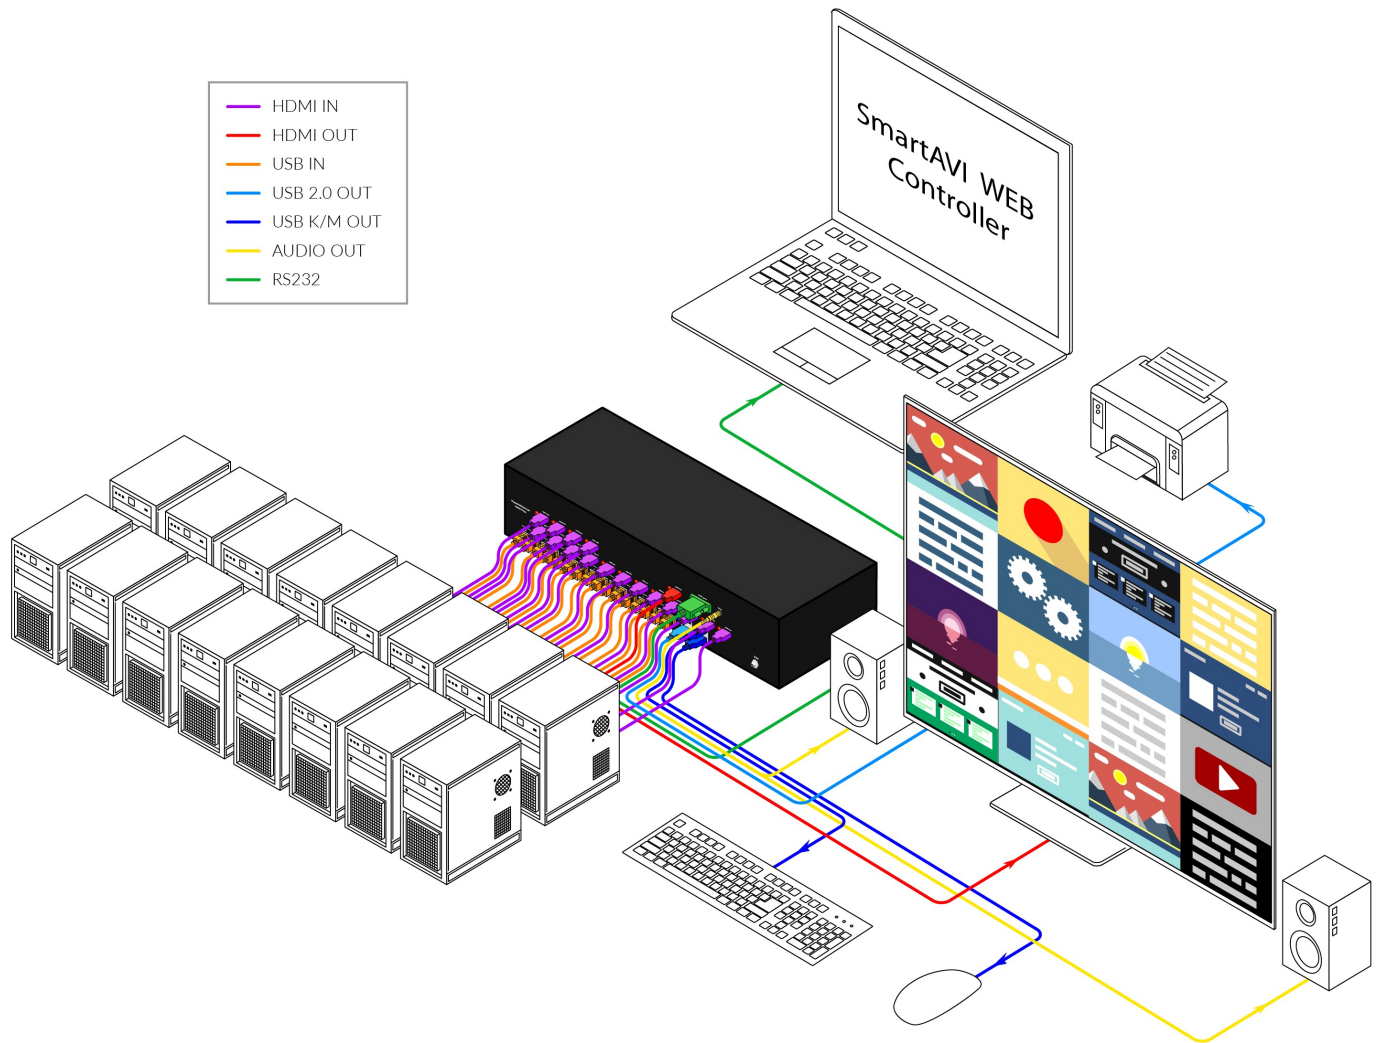 HDMI IN
HDMI OUT
USB IN
USB 2.0 OUT
USB K/M OUT
AUDIO OUT
RS232
SmartAVI WEB
Controller